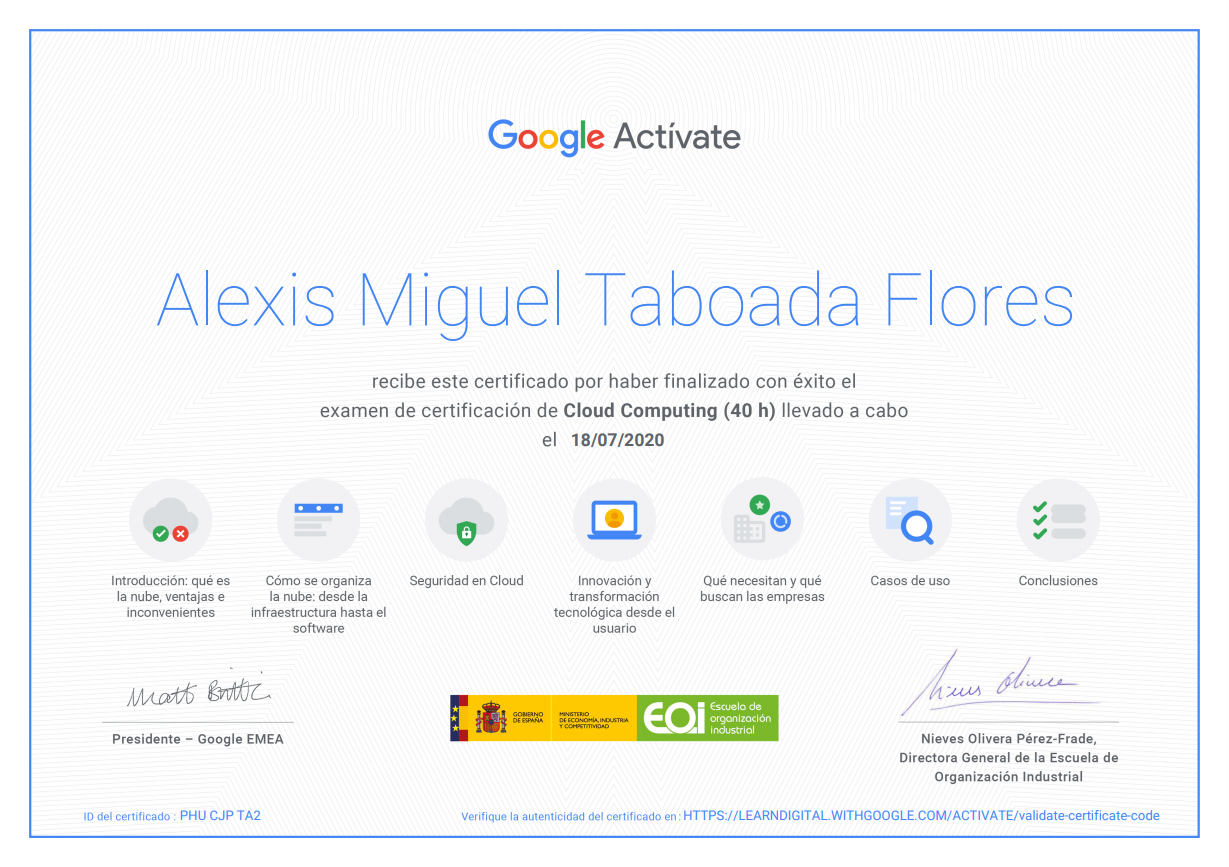 Google Actívate
Alexis Miguel Taboada Flores
recibe este certificado por haber finalizado con éxito el
examen de certificación de Cloud Computing (40 h) llevado a cabo
el 18/07/2020
Introducción: qué es
la nube, ventajas e
inconvenientes
Cómo se organiza
la nube: desde la
infraestructura hasta el
software
Seguridad en Cloud
Innovación y
transformación
tecnológica desde el
usuario
Qué necesitan y qué
buscan las empresas
Casos de uso
Conclusiones
Matt
Presidente – Google EMEA
GOBIERNO
DE ESPAÑA
MINISTERIO
DE ECONOMÍA, INDUSTRIA
Y COMPETITIVIDAD
EOi
Escuela de
organización
industrial
Nieves Olivera
Nieves Olivera Pérez-Frade,
Directora General de la Escuela de
Organización Industrial
ID del certificado : PHU CJP TA2
Verifique la autenticidad del certificado en : HTTPS://LEARNDIGITAL.WITHGOOGLE.COM/ACTIVATE/validate-certificate-code